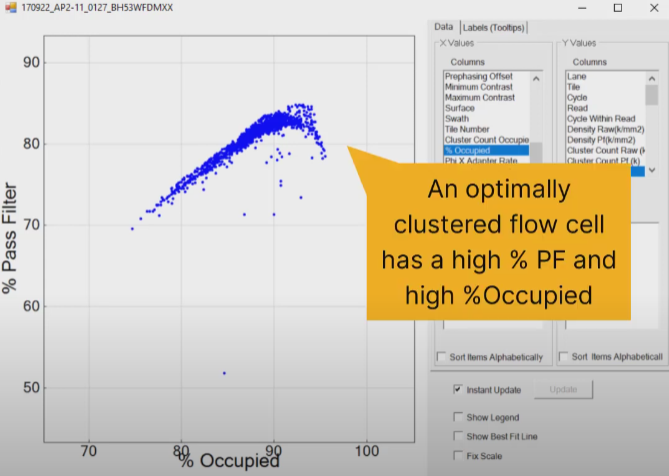 170922_AP2-11_0127_BH53WFDMXX
Data
Labels (Tooltips)
X Values
Y Values
Columns
Columns
Prephasing Offset
Minimum Contrast
Maximum Contrast
Surface
Swath
Tile Number
Cluster Count Occupie
% Occupied
Phi X Adapter Rate
Lane
Tile
Cycle
Read
Cycle Within Read
Density Raw(k/mm2)
Density Pf(k/mm2)
Cluster Count Raw (k
Cluster Count Pf (k)
90
80
70
60
50
% Pass Filter
70
80
90
100
% Occupied
An optimally
clustered flow cell
has a high % PF and
high %Occupied
Sort Items Alphabetically
Sort Items Alphabeticall
Instant Update
Update
Show Legend
Show Best Fit Line
Fix Scale